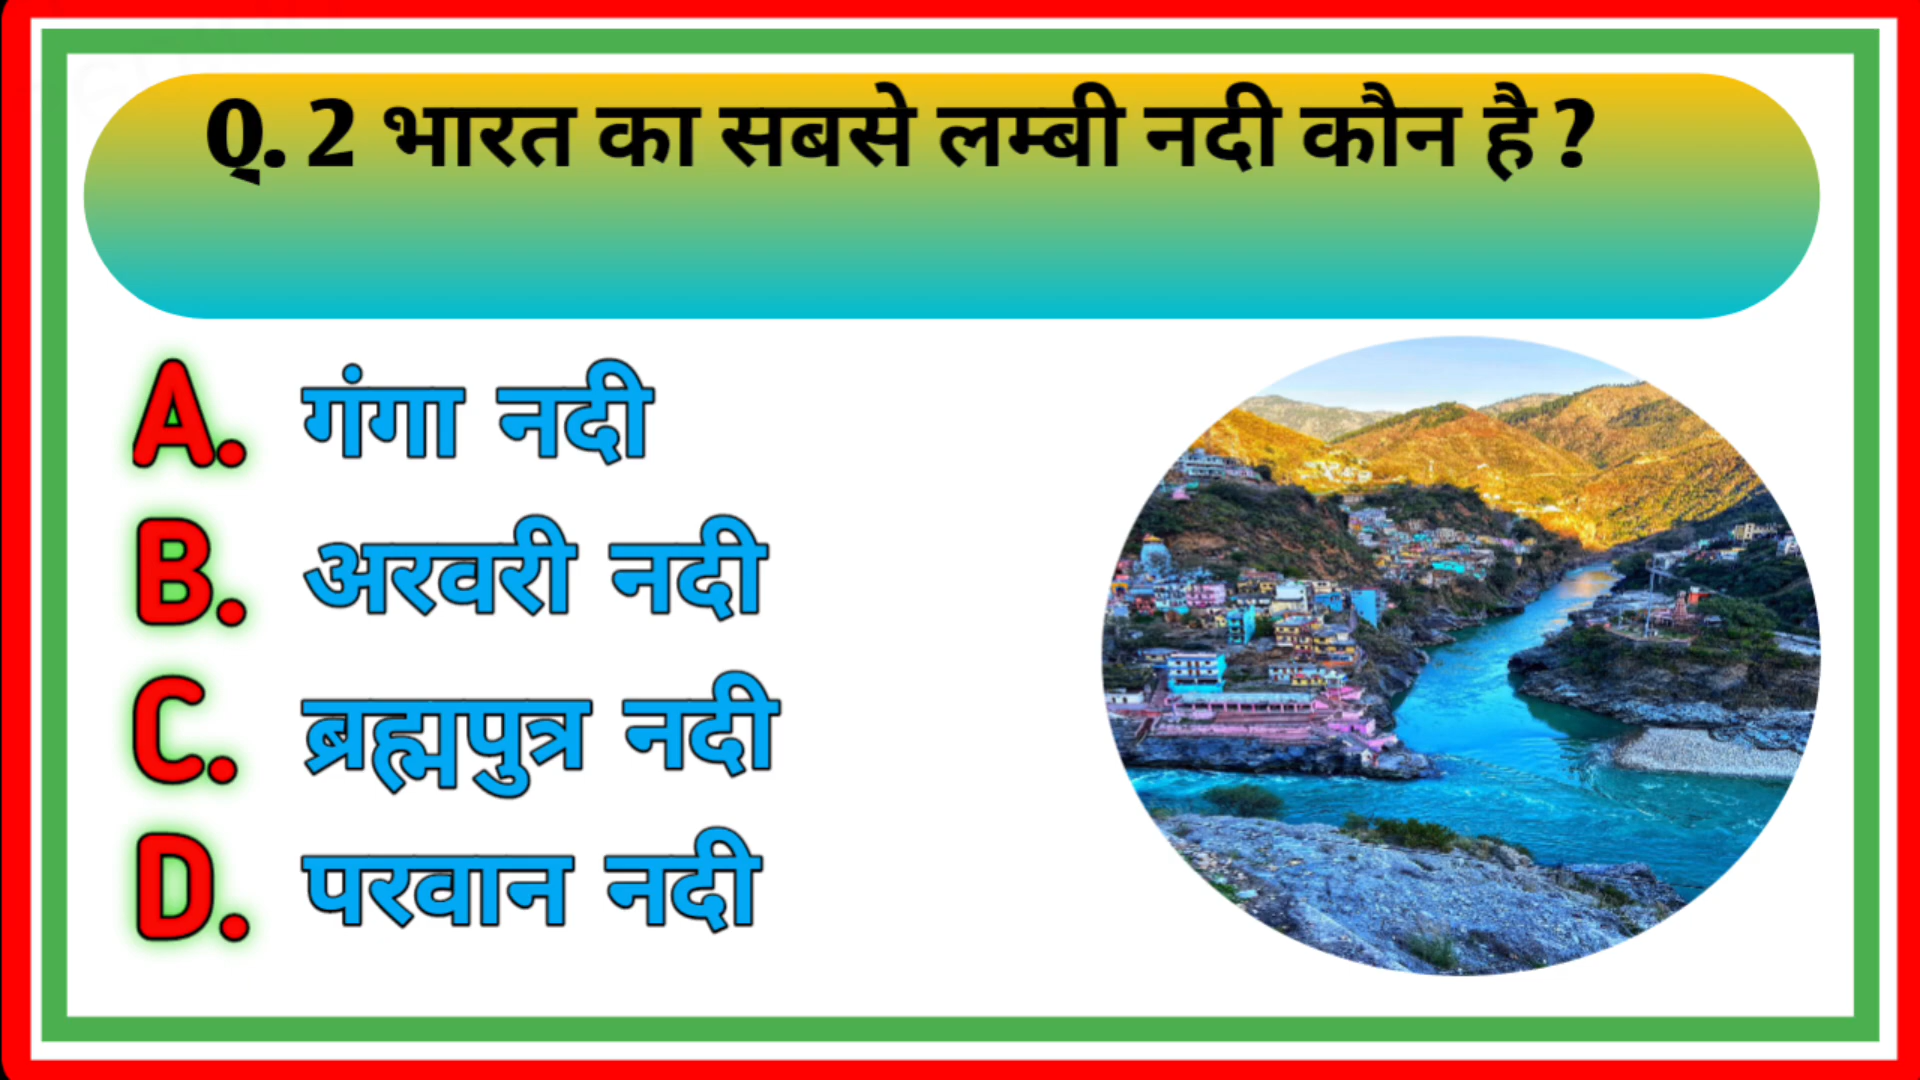 Q. 2 भारत का सबसे लम्बी नदी कौन है ?
A. गंगा नदी
B. अरवरी नदी
C. ब्रह्मपुत्र नदी
D. परवान नदी